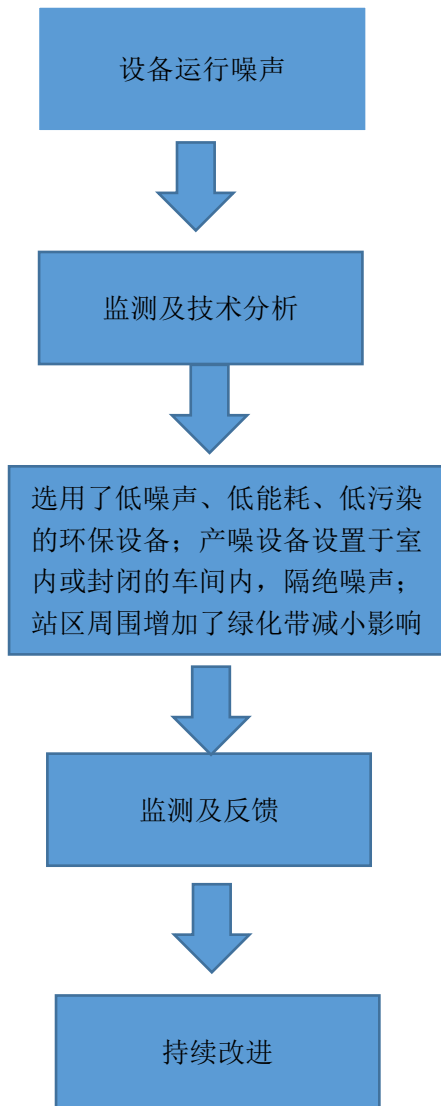 设备运行噪声
监测及技术分析
选用了低噪声、低能耗、低污染
的环保设备；产噪设备设置于室
内或封闭的车间内，隔绝噪声；
站区周围增加了绿化带减小影响
监测及反馈
持续改进